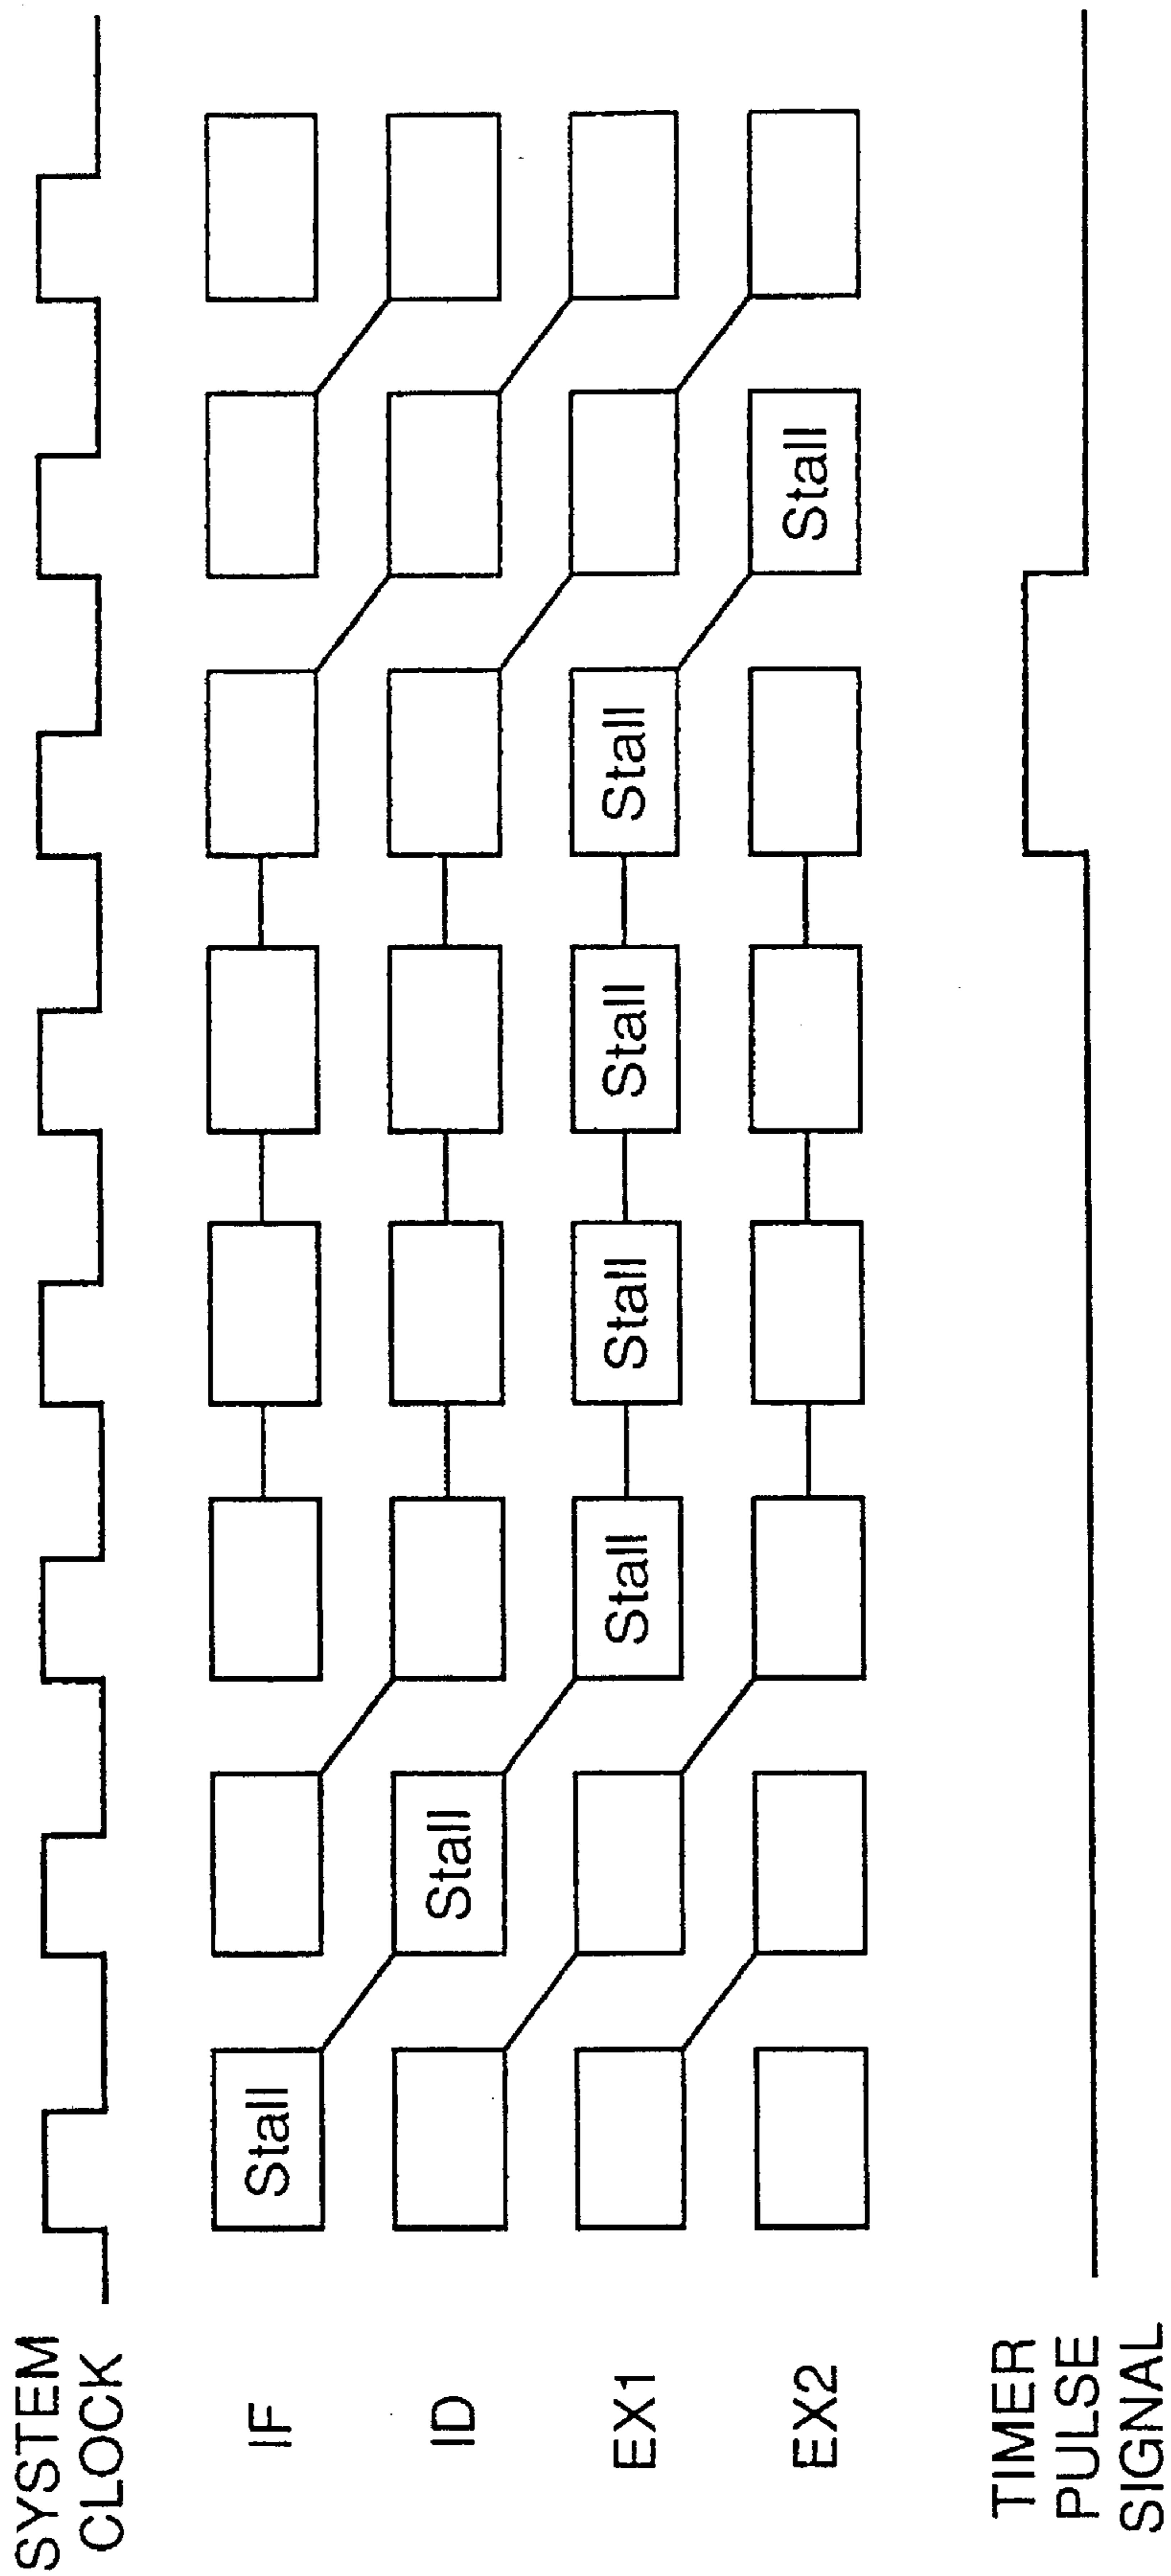 SYSTEM
CLOCK
IF
Stall
ID
Stall
EX1
Stall
Stall
Stall
Stall
EX2
Stall
TIMER
PULSE
SIGNAL